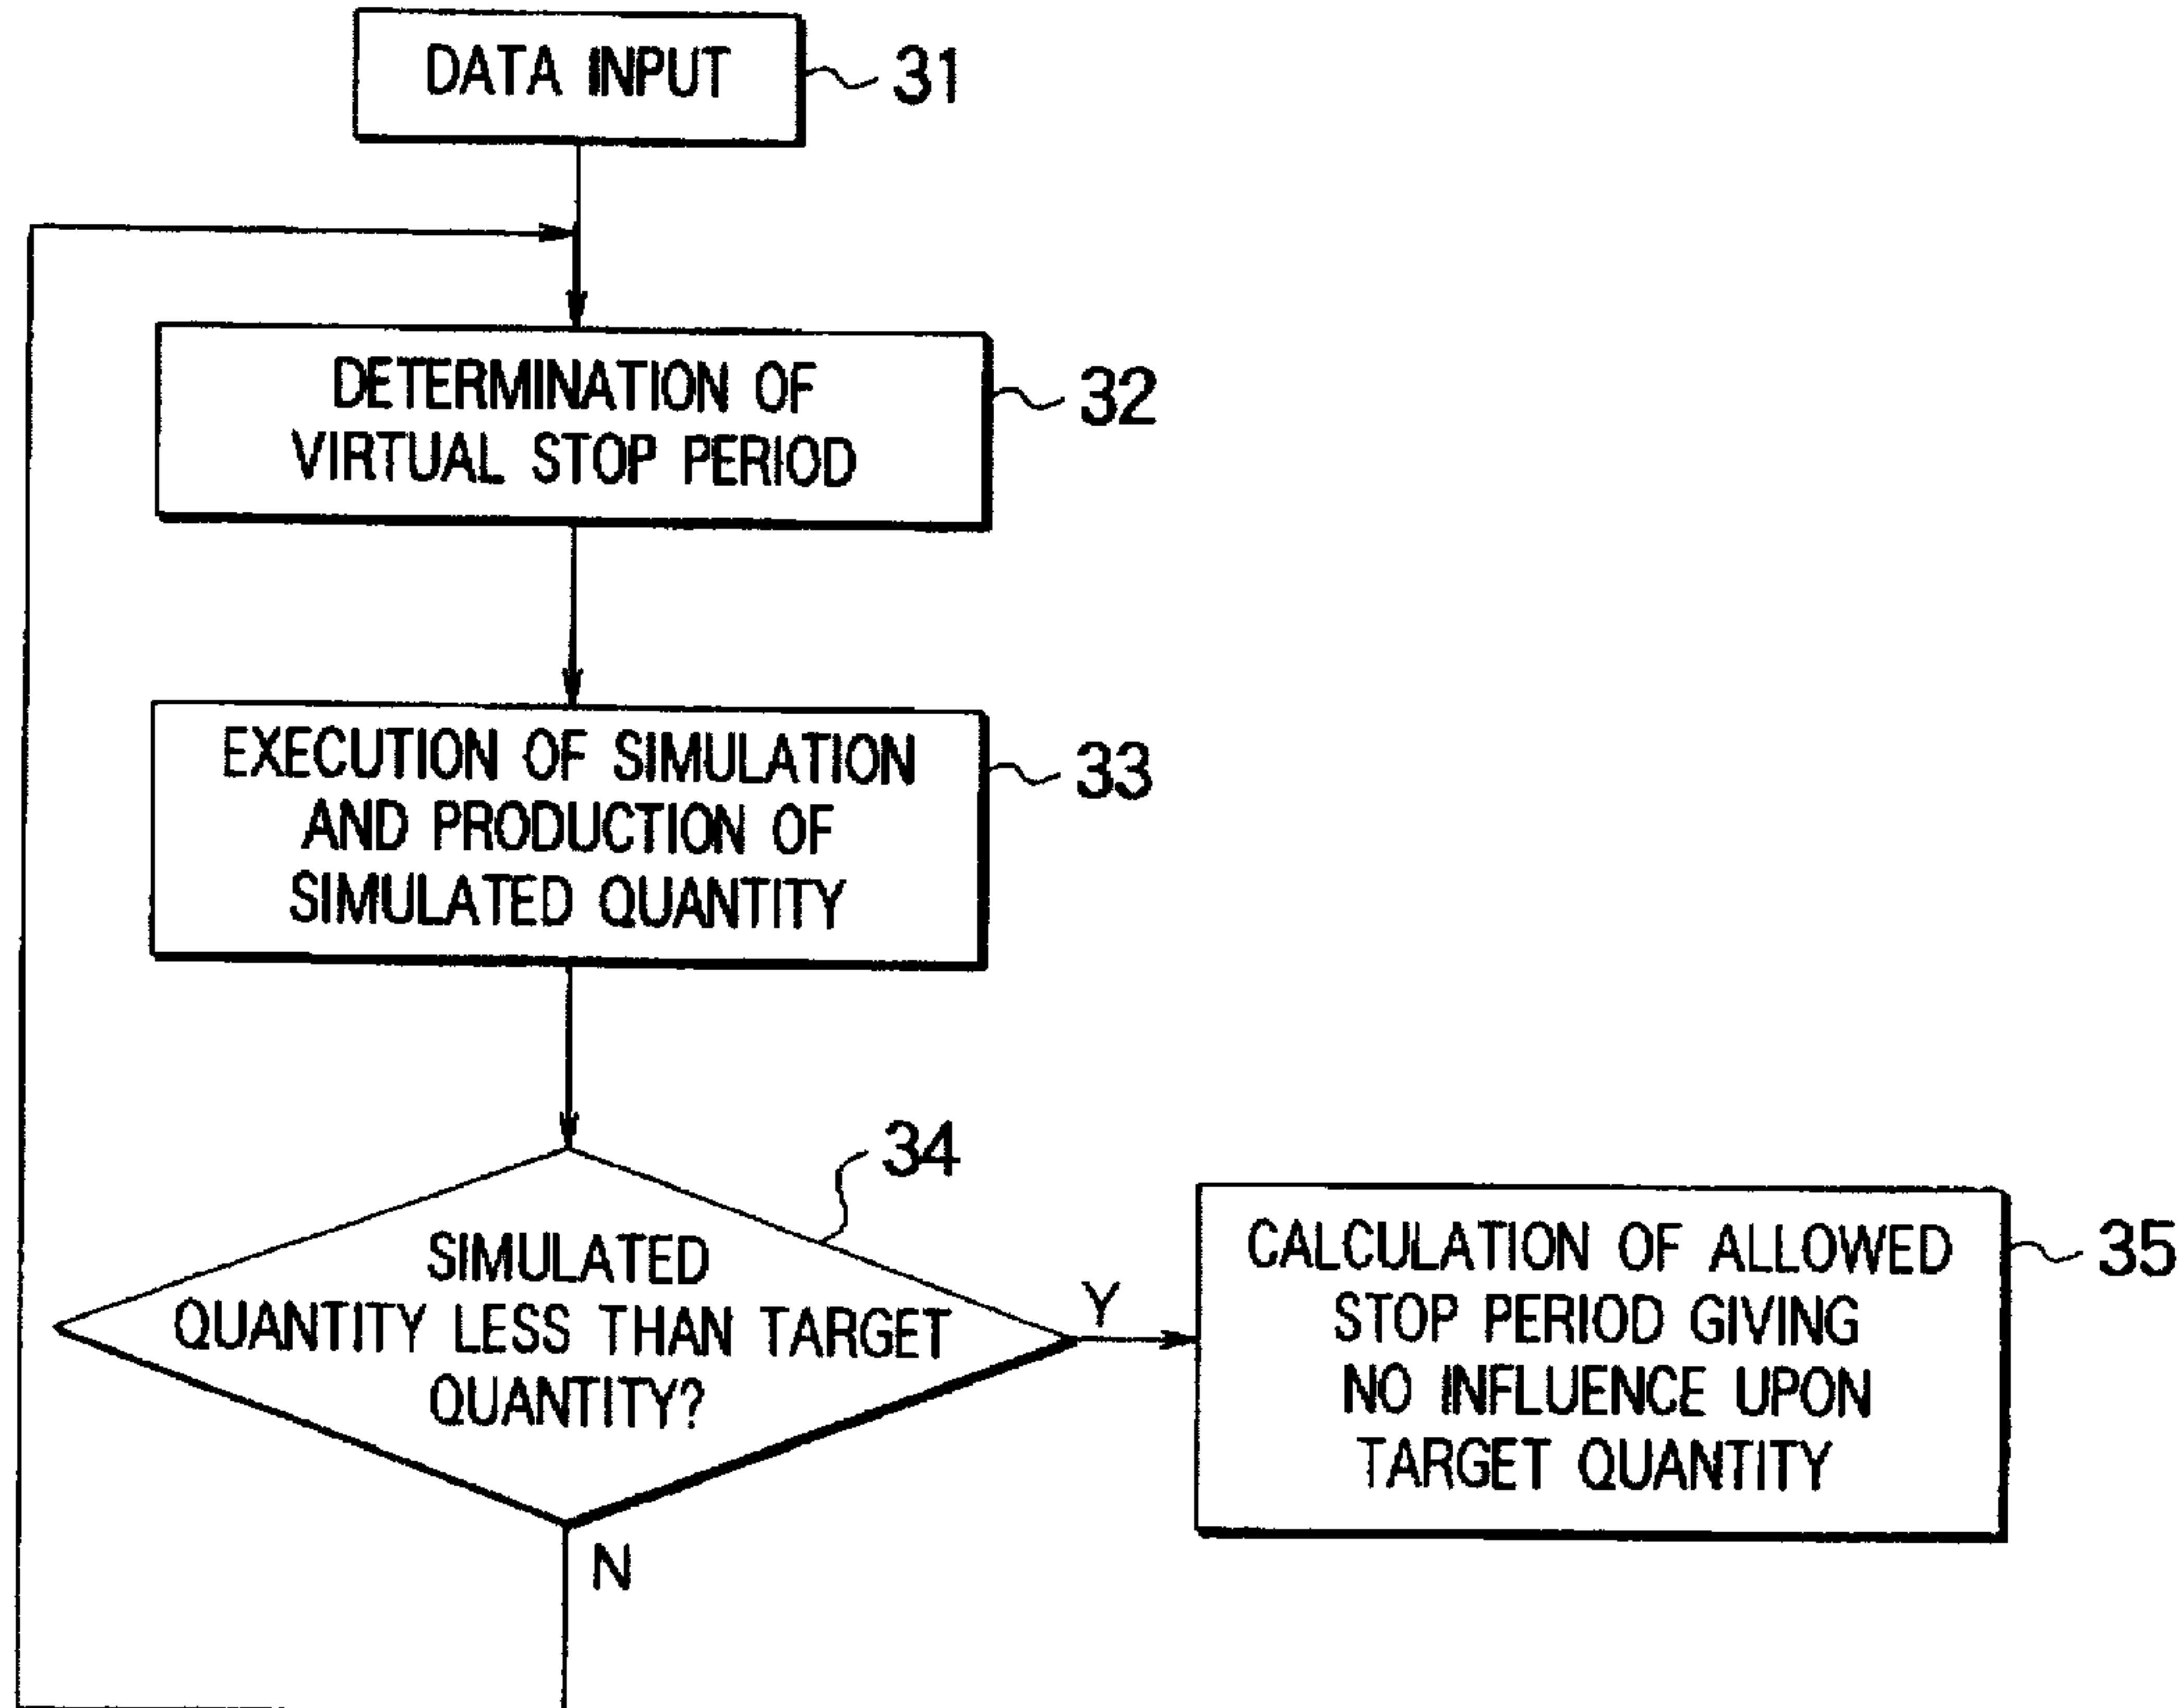 DATA INPUT
31
DETERMINATION OF
VIRTUAL STOP PERIOD
32
EXECUTION OF SIMULATION
AND PRODUCTION OF
SIMULATED QUANTITY
33
34
SIMULATED
QUANTITY LESS THAN TARGET
QUANTITY?
Y
N
CALCULATION OF ALLOWED
STOP PERIOD GIVING
NO INFLUENCE UPON
TARGET QUANTITY
35